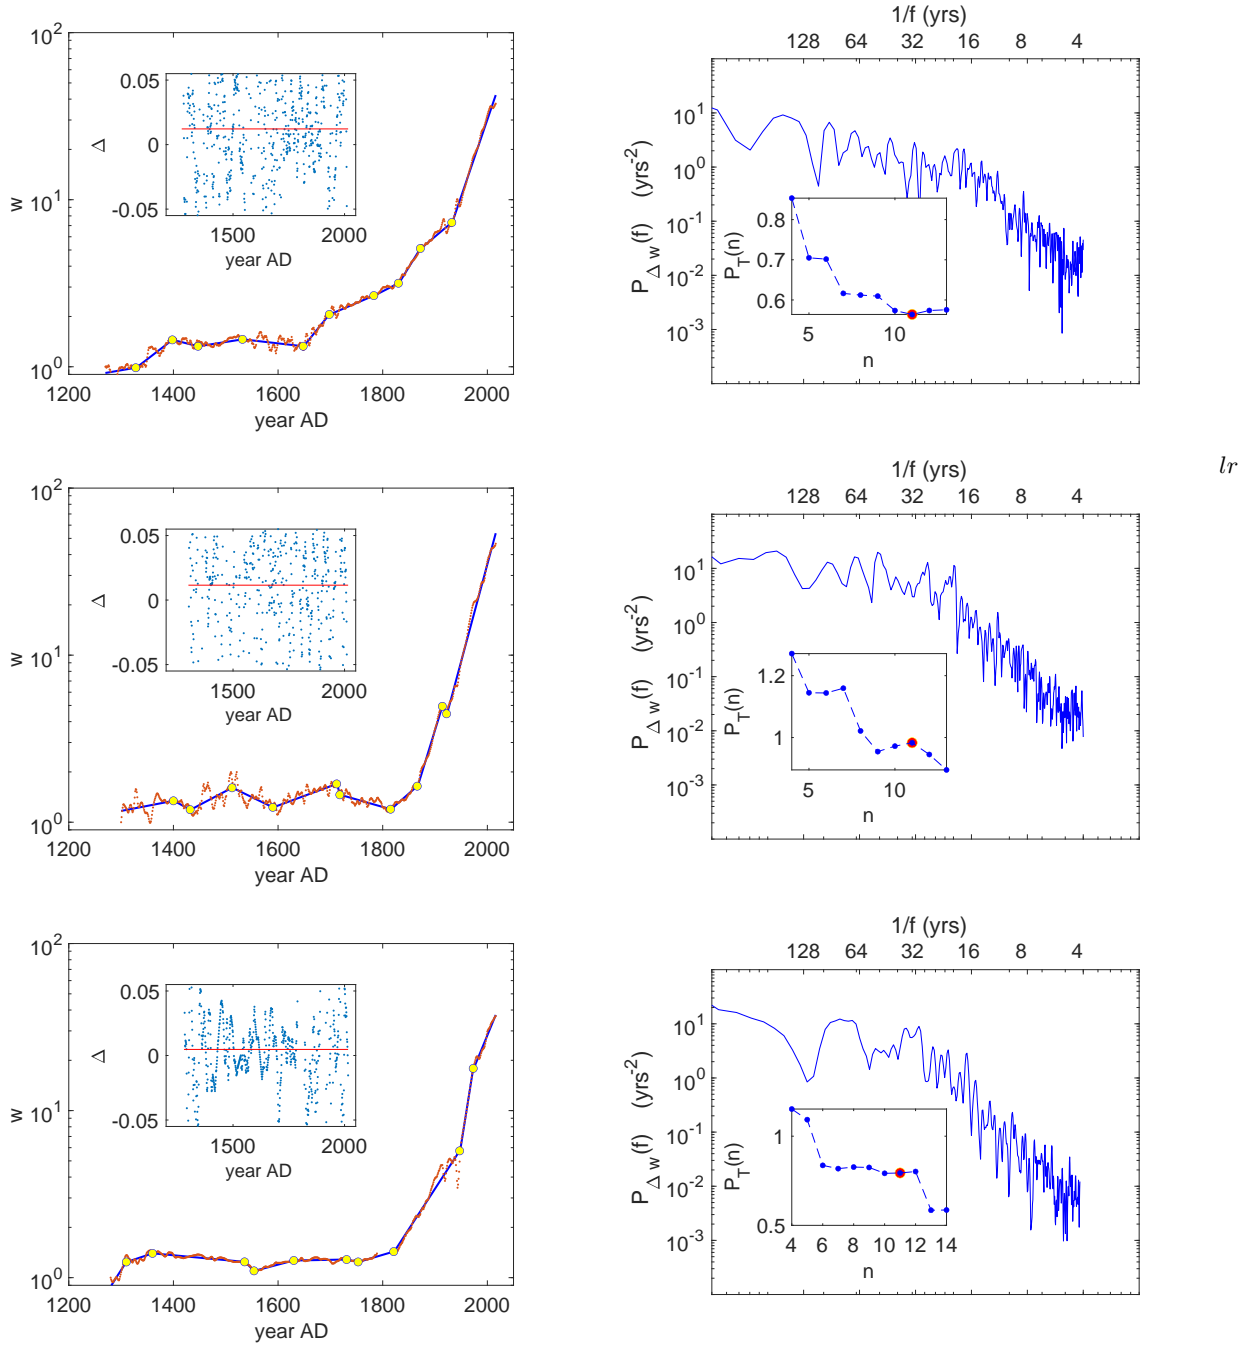 10^2
10^1
10^0
w
1200 1400 1600 1800 2000
year AD
0.05
0
-0.05
Δ
1500 2000
year AD
1/f (yrs)
128 64 32 16 8 4
10^1
10^0
10^-1
10^-2
10^-3
P_Δw(f) (yrs^-2)
0.8
0.7
0.6
P_T(n)
5 10
n
lr
10^2
10^1
10^0
w
1200 1400 1600 1800 2000
year AD
0.05
0
-0.05
Δ
1500 2000
year AD
1/f (yrs)
128 64 32 16 8 4
10^1
10^0
10^-1
10^-2
10^-3
P_Δw(f) (yrs^-2)
1.2
1
P_T(n)
5 10
n
10^2
10^1
10^0
w
1200 1400 1600 1800 2000
year AD
0.05
0
-0.05
Δ
1500 2000
year AD
1/f (yrs)
128 64 32 16 8 4
10^1
10^0
10^-1
10^-2
10^-3
P_Δw(f) (yrs^-2)
1
0.5
P_T(n)
4 6 8 10 12 14
n